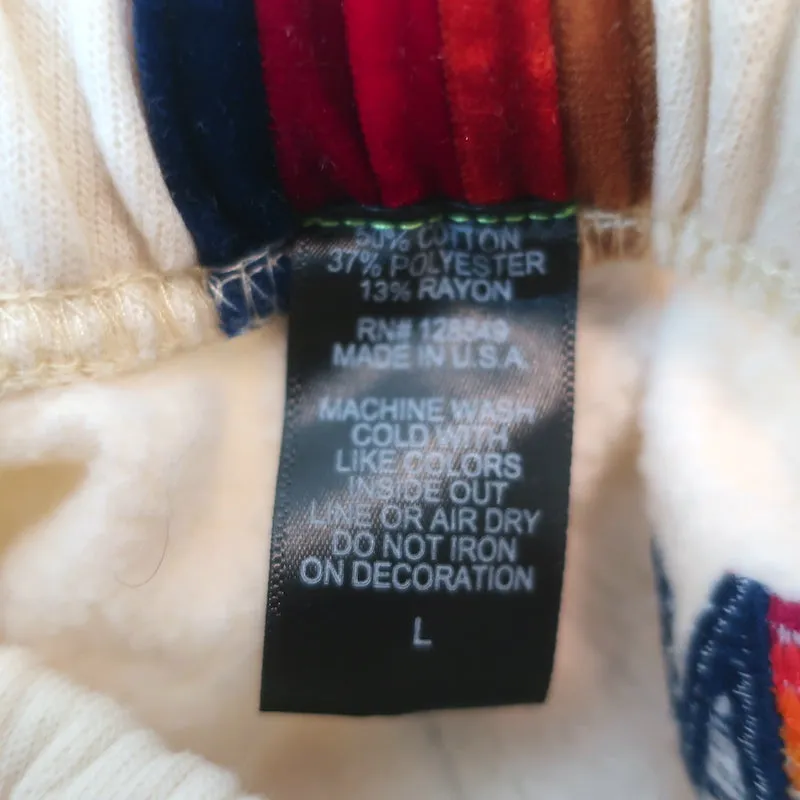 50% COTTON
37% POLYESTER
13% RAYON
RN# 128549
MADE IN U.S.A.
MACHINE WASH
COLD WITH
LIKE COLORS
INSIDE OUT
LINE OR AIR DRY
DO NOT IRON
ON DECORATION
L